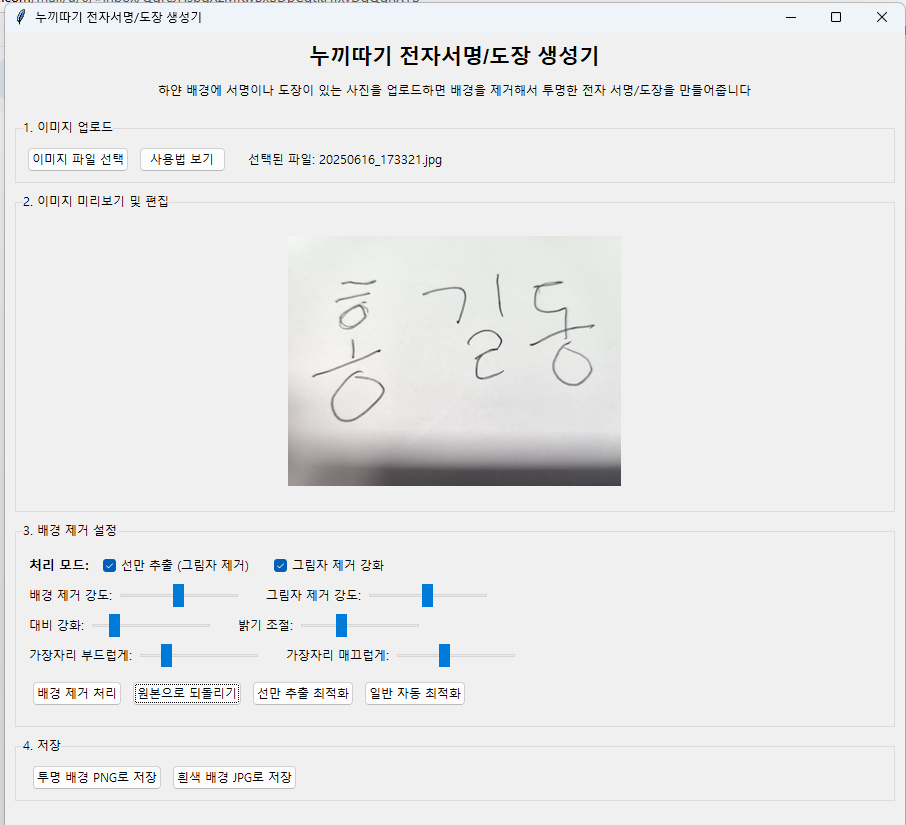 누끼따기 전자서명/도장 생성기
누끼따기 전자서명/도장 생성기
하얀 배경에 서명이나 도장이 있는 사진을 업로드하면 배경을 제거해서 투명한 전자 서명/도장을 만들어줍니다
1. 이미지 업로드
이미지 파일 선택 사용법 보기 선택된 파일: 20250616_173321.jpg
2. 이미지 미리보기 및 편집
홍 길 동
3. 배경 제거 설정
처리 모드: 선만 추출 (그림자 제거) 그림자 제거 강화
배경 제거 강도: 그림자 제거 강도:
대비 강화: 밝기 조절:
가장자리 부드럽게: 가장자리 매끄럽게:
배경 제거 처리 원본으로 되돌리기 선만 추출 최적화 일반 자동 최적화
4. 저장
투명 배경 PNG로 저장 흰색 배경 JPG로 저장